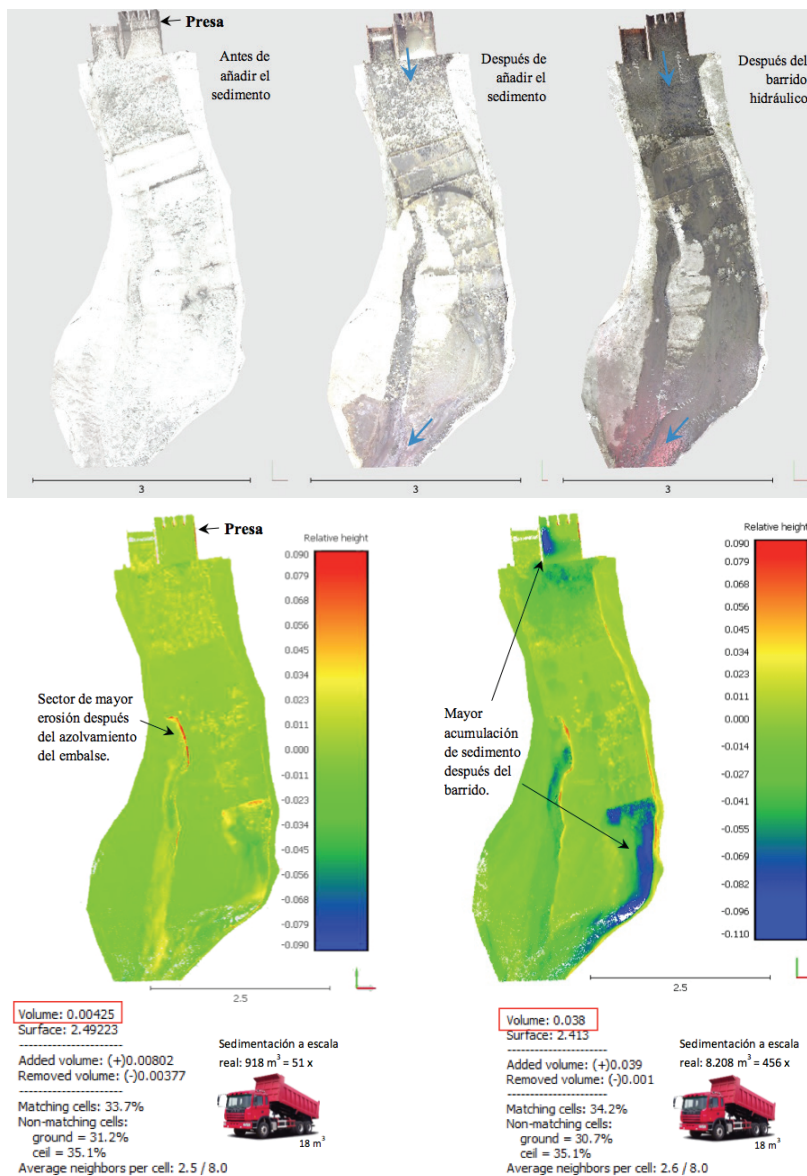 Presa
Antes de
añadir el
sedimento
Después de
añadir el
sedimento
Después del
barrido
hidráulico
3
3
3
Presa
Relative height
0.090
0.079
0.068
0.056
0.045
0.034
0.023
0.011
0.000
-0.011
-0.023
-0.034
-0.045
-0.056
-0.068
-0.079
-0.090
Sector de mayor
erosión después
del azolvamiento
del embalse.
2.5
Relative height
0.090
0.079
0.068
0.056
0.045
0.034
0.023
0.011
0.000
-0.014
-0.027
-0.041
-0.055
-0.069
-0.082
-0.096
-0.110
Mayor
acumulación
de sedimento
después del
barrido.
2.5
Volume: 0.00425
Surface: 2.49223
----------------------
Added volume: (+)0.00802
Removed volume: (-)0.00377
----------------------
Matching cells: 33.7%
Non-matching cells:
ground = 31.2%
ceil = 35.1%
Average neighbors per cell: 2.5 / 8.0
Sedimentación a escala
real: 918 m³ = 51 x
18 m³
Volume: 0.038
Surface: 2.413
----------------------
Added volume: (+)0.039
Removed volume: (-)0.001
----------------------
Matching cells: 34.2%
Non-matching cells:
ground = 30.7%
ceil = 35.1%
Average neighbors per cell: 2.6 / 8.0
Sedimentación a escala
real: 8.208 m³ = 456 x
18 m³